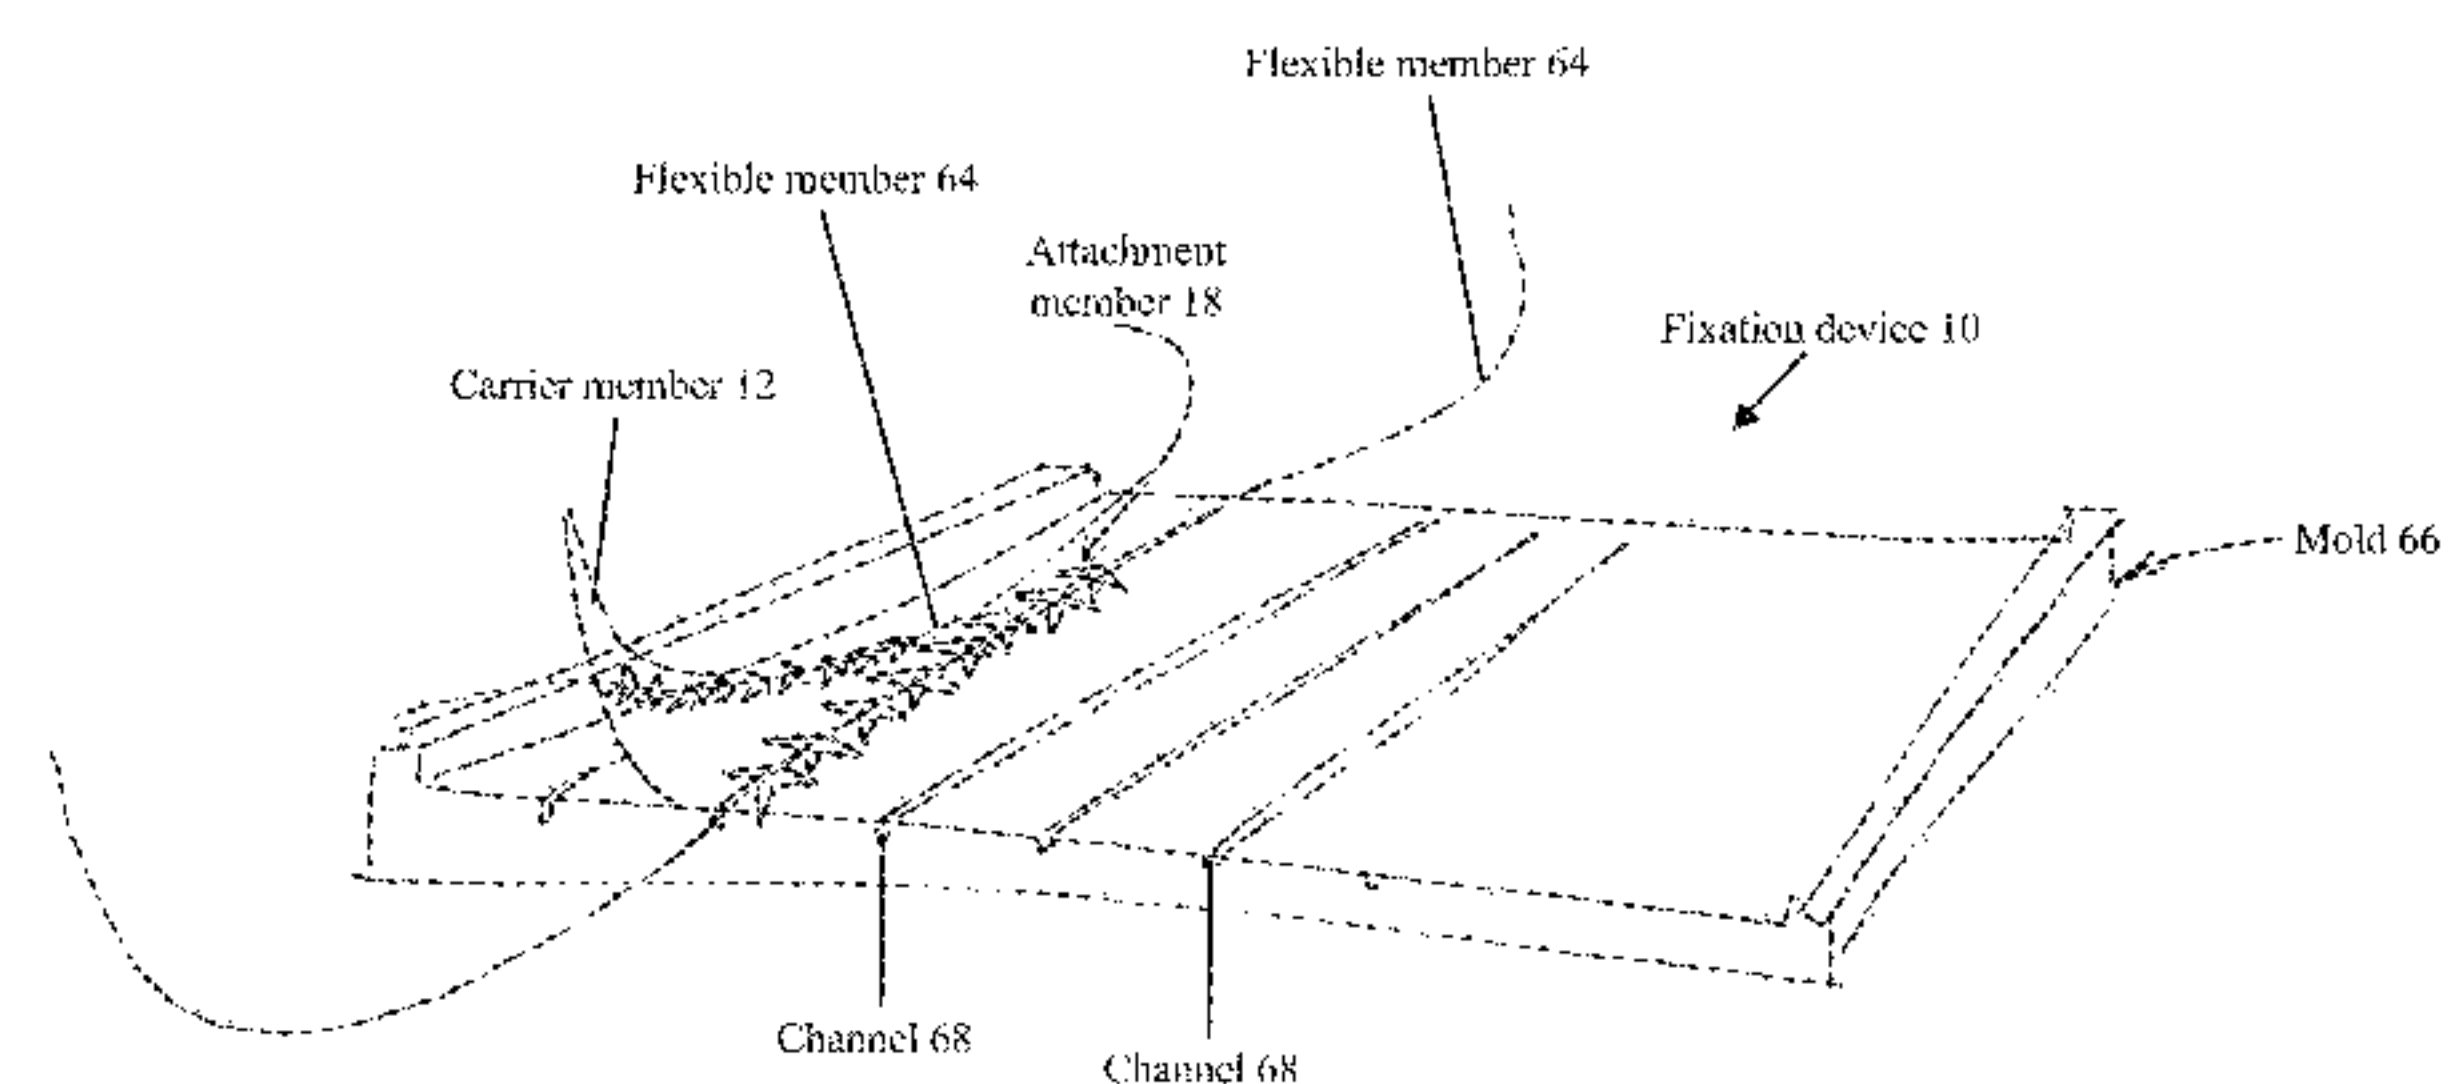 Flexible member 64
Flexible member 64
Attachment
member 18
Fixation device 10
Carrier member 12
Mold 66
Channel 68
Channel 68